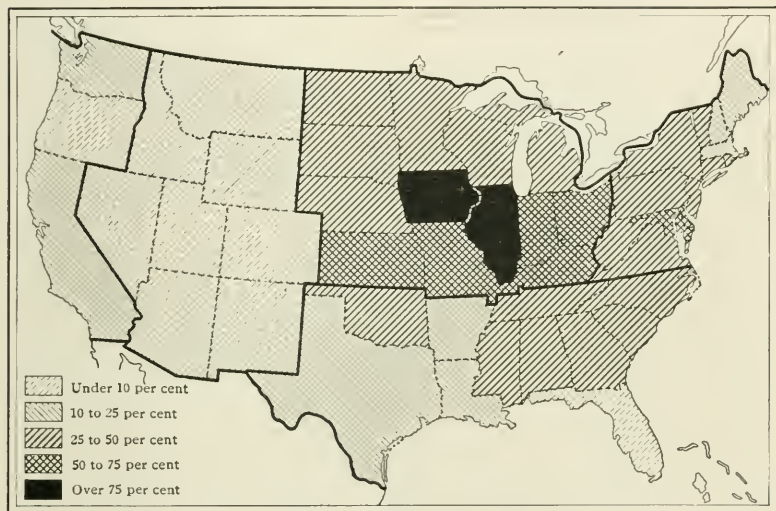 Under 10 per cent
10 to 25 per cent
25 to 50 per cent
50 to 75 per cent
Over 75 per cent